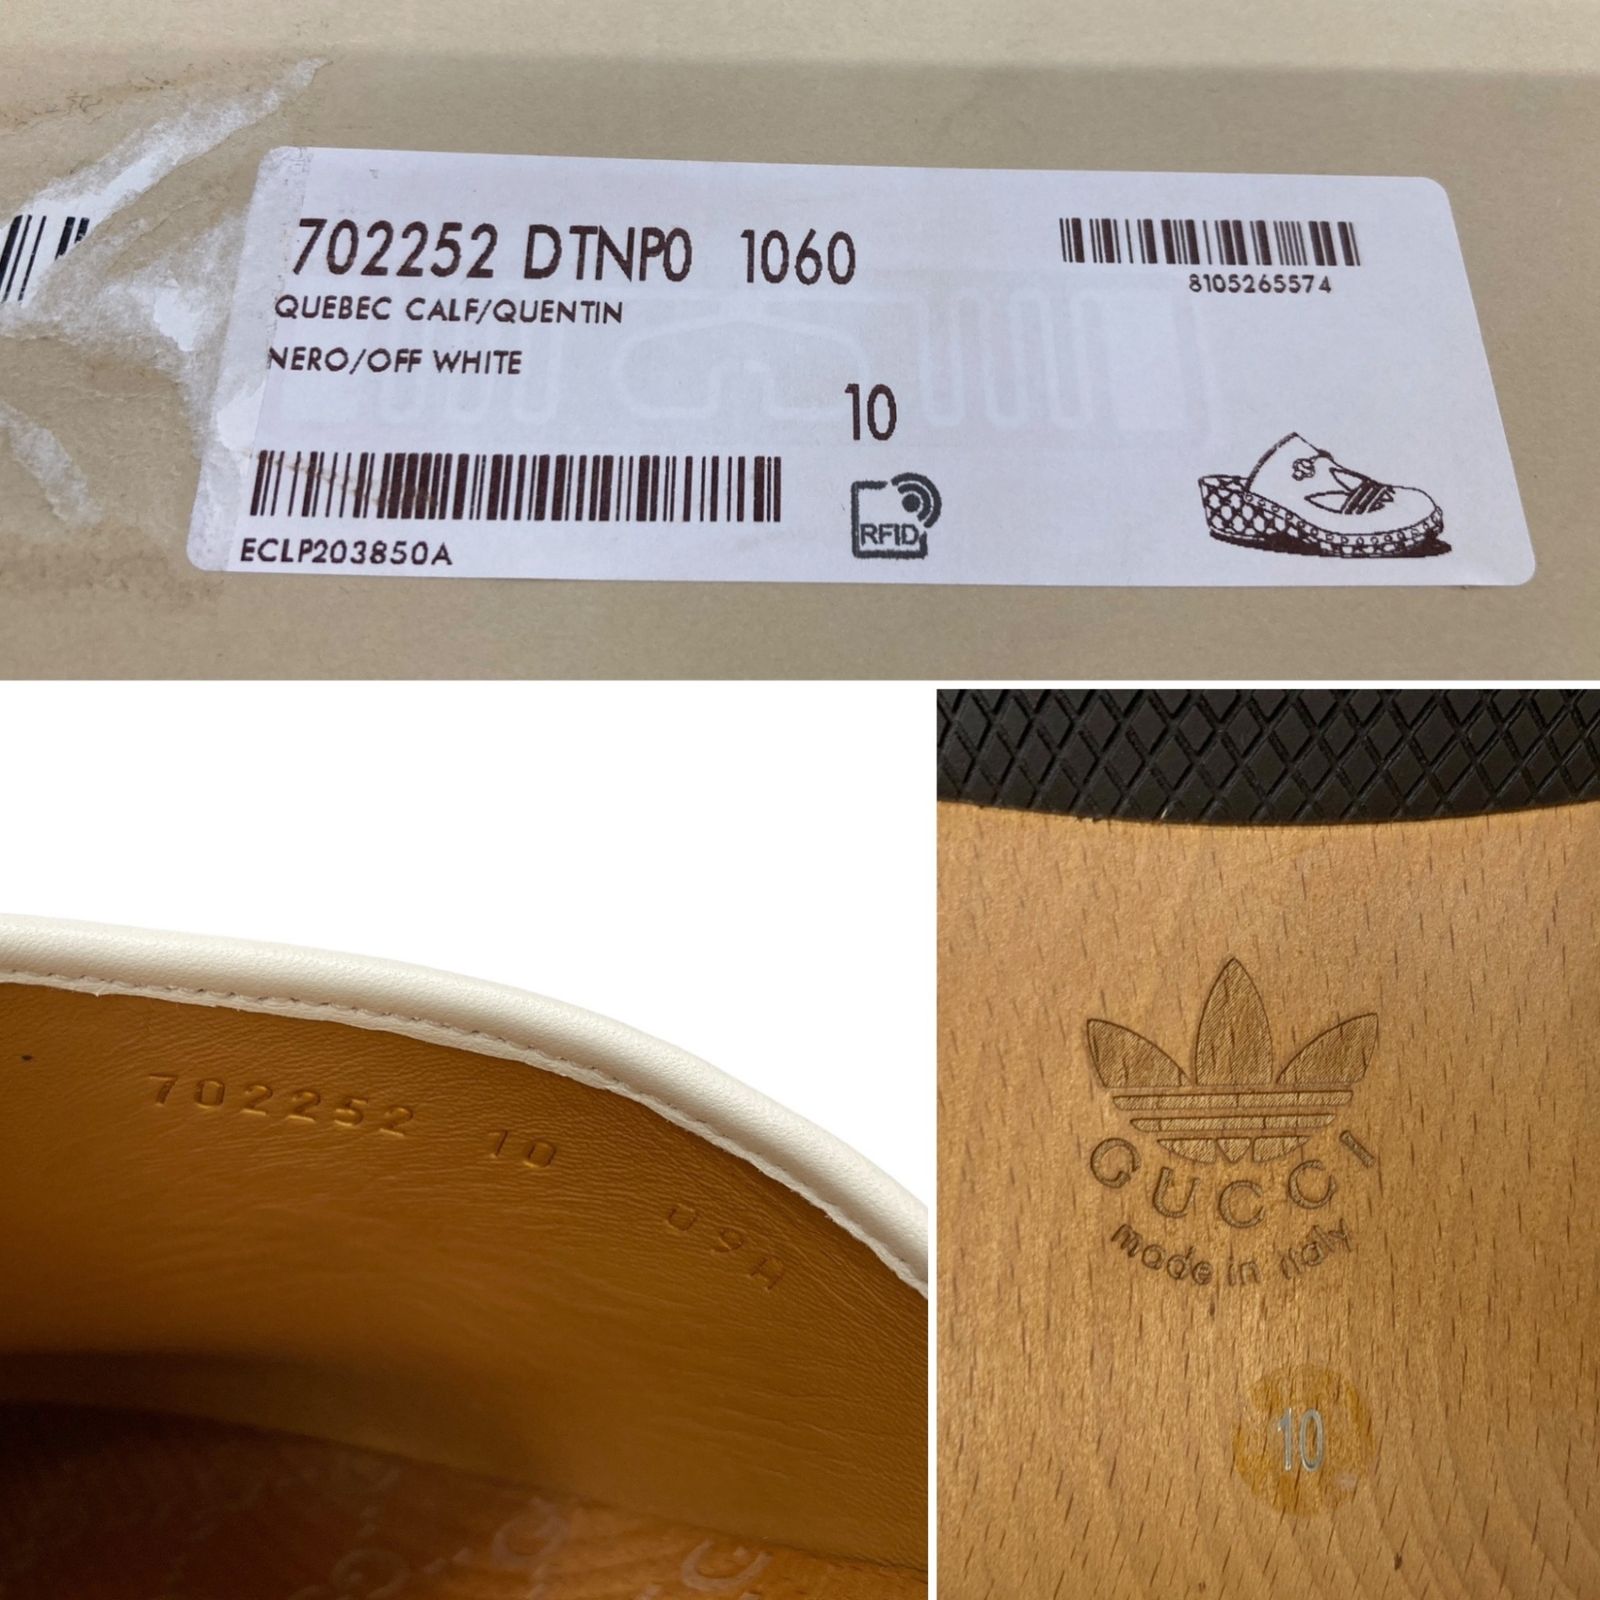 702252 DTNP0 1060
QUEBEC CALF/QUENTIN
NERO/OFF WHITE
10
8105265574
RFID
ECLP203850A
702252 10 09A
GUCCI
made in italy
10